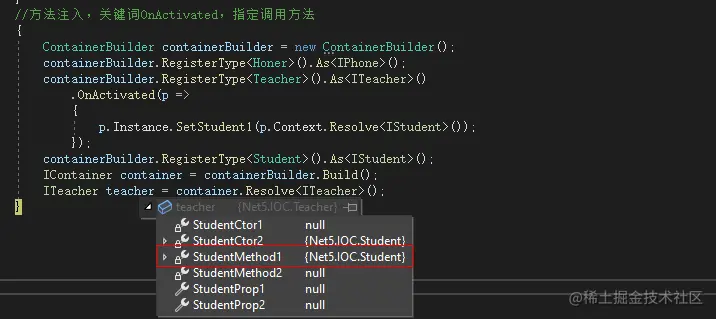 }
//方法注入,关键词OnActivated,指定调用方法
{
ContainerBuilder containerBuilder = new ContainerBuilder();
containerBuilder.RegisterType<Honer>().As<IPhone>();
containerBuilder.RegisterType<Teacher>().As<ITeacher>()
.OnActivated(p =>
{
p.Instance.SetStudent1(p.Context.Resolve<IStudent>());
});
containerBuilder.RegisterType<Student>().As<IStudent>();
IContainer container = containerBuilder.Build();
ITeacher teacher = container.Resolve<ITeacher>();
}
teacher {Net5.IOC.Teacher}
StudentCtor1 null
StudentCtor2 {Net5.IOC.Student}
StudentMethod1 {Net5.IOC.Student}
StudentMethod2 null
StudentProp1 null
StudentProp2 null
@稀土掘金技术社区